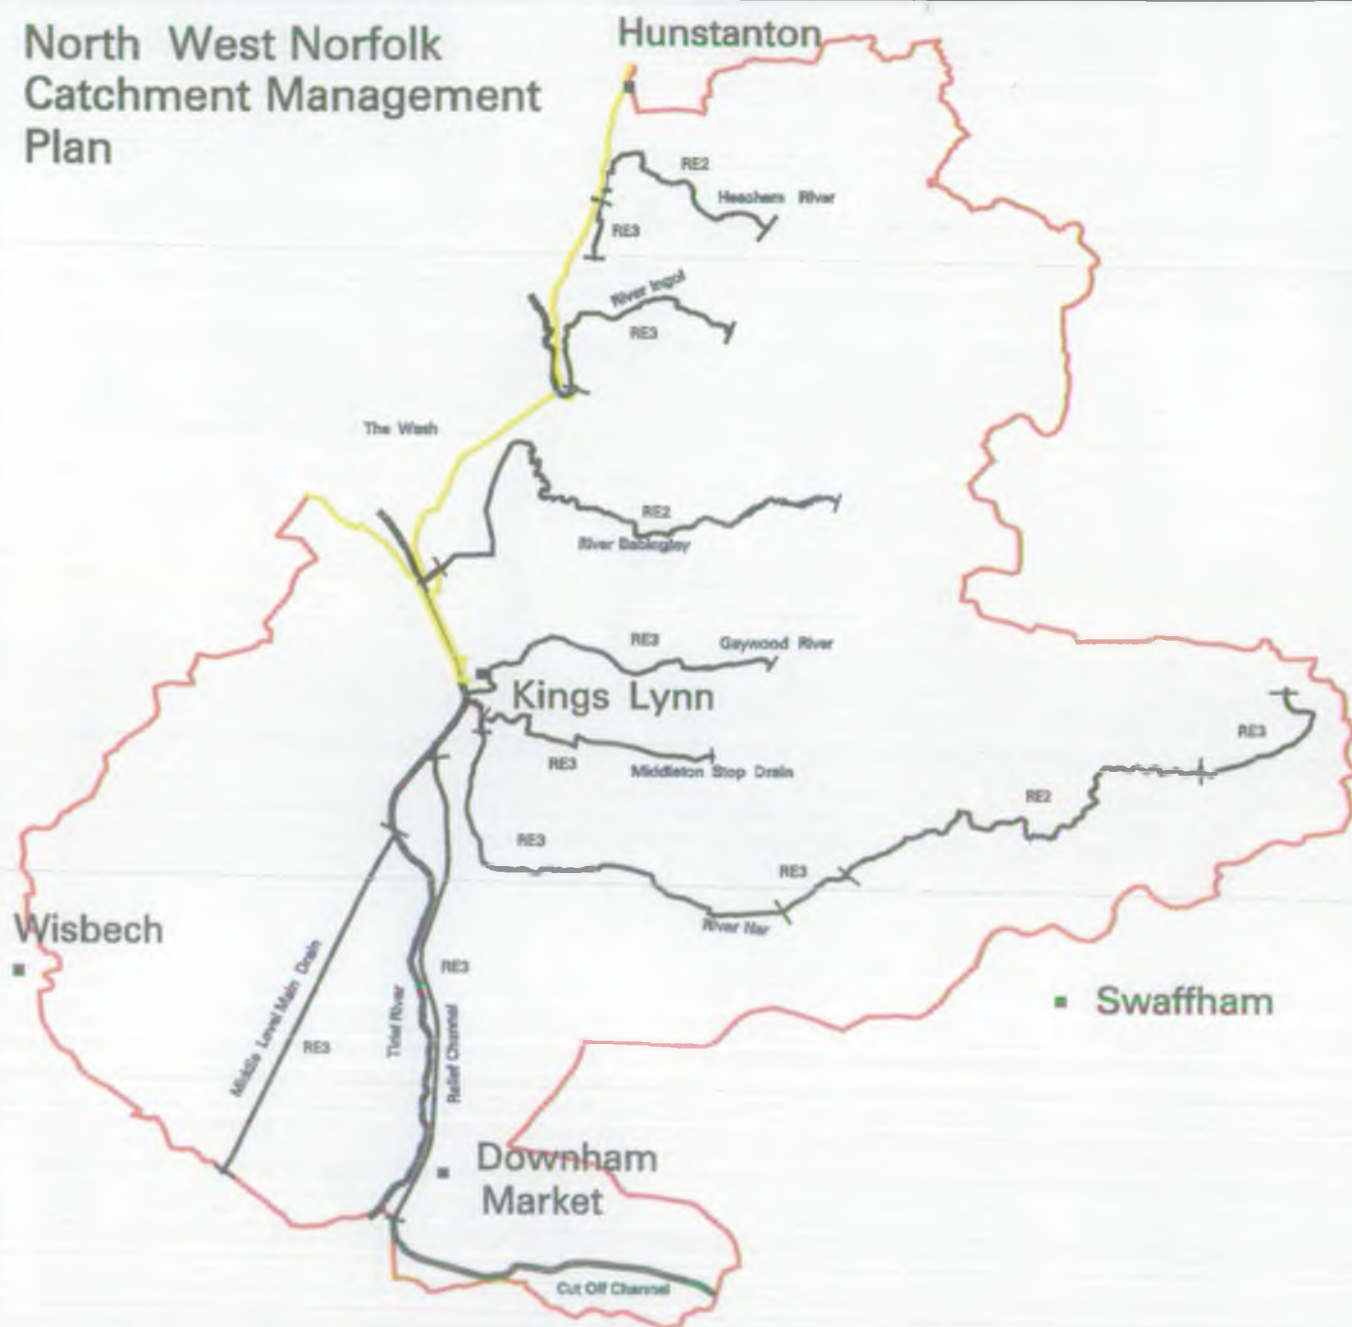 North West Norfolk
Catchment Management
Plan
Hunstanton
RE2
Heacham River
RE3
River Ingol
RE3
The Wash
RE2
River Babingley
RE3
Gaywood River
Kings Lynn
RE3
Middleton Stop Drain
RE3
RE2
RE3
RE3
River Nar
Wisbech
Middle Level Main Drain
RE3
Tidal River
RE3
Relief Channel
Swaffham
Downham
Market
Cut Off Channel